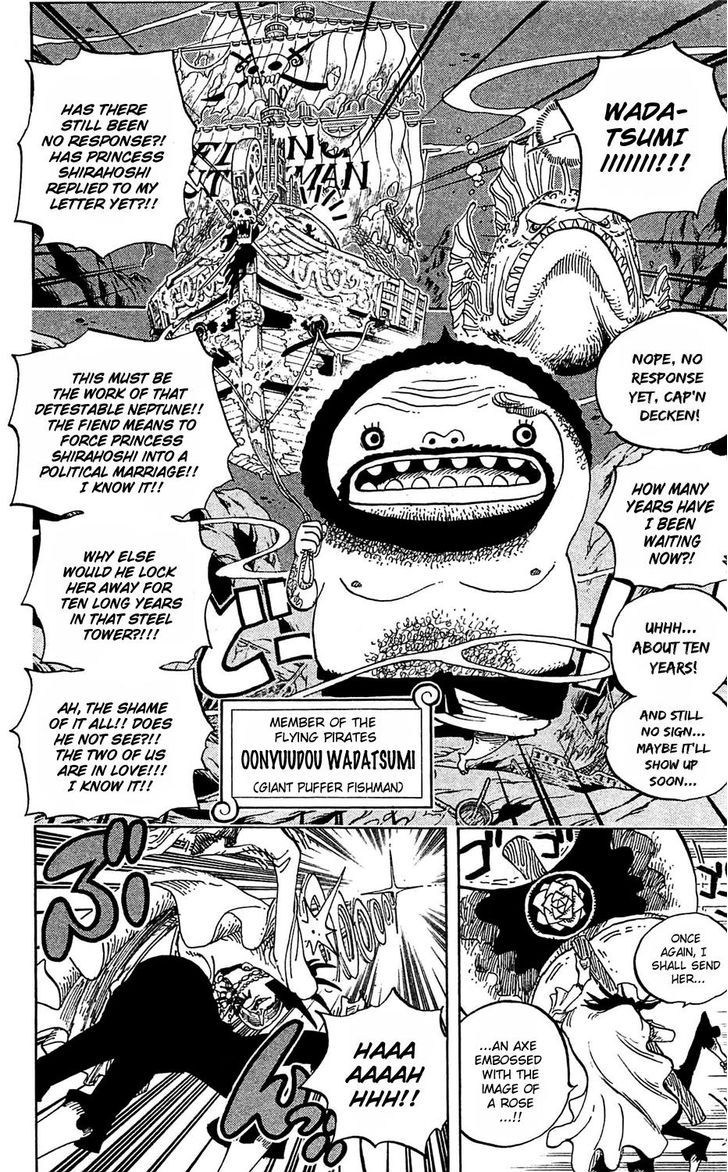 WADA-
TSUMI
!!!!!!!!!!
HAS THERE
STILL BEEN
NO RESPONSE?!
HAS PRINCESS
SHIRAHOSHI
REPLIED TO MY
LETTER YET?!!
NOPE, NO
RESPONSE
YET, CAP'N
DECKEN!
THIS MUST BE
THE WORK OF THAT
DETESTABLE NEPTUNE!!
THE FIEND MEANS TO
FORCE PRINCESS
SHIRAHOSHI INTO A
POLITICAL MARRIAGE!!
I KNOW IT!!
HOW MANY
YEARS HAVE
I BEEN
WAITING
NOW?!
WHY ELSE
WOULD HE LOCK
HER AWAY FOR
TEN LONG YEARS
IN THAT STEEL
TOWER?!!!
UHHH...
ABOUT TEN
YEARS!
AND STILL
NO SIGN...
MAYBE IT'LL
SHOW UP
SOON...
AH, THE SHAME
OF IT ALL!! DOES
HE NOT SEE?!!
THE TWO OF US
ARE IN LOVE!!!
I KNOW IT!!
MEMBER OF THE
FLYING PIRATES
OONYUUDOU WADATSUMI
(GIANT PUFFER FISHMAN)
ゴゴ
ONCE
AGAIN, I
SHALL SEND
HER...
...AN AXE
EMBOSSED
WITH THE
IMAGE OF
A ROSE
...!!
ぶん
HAAA
AAAAH
HHH!!